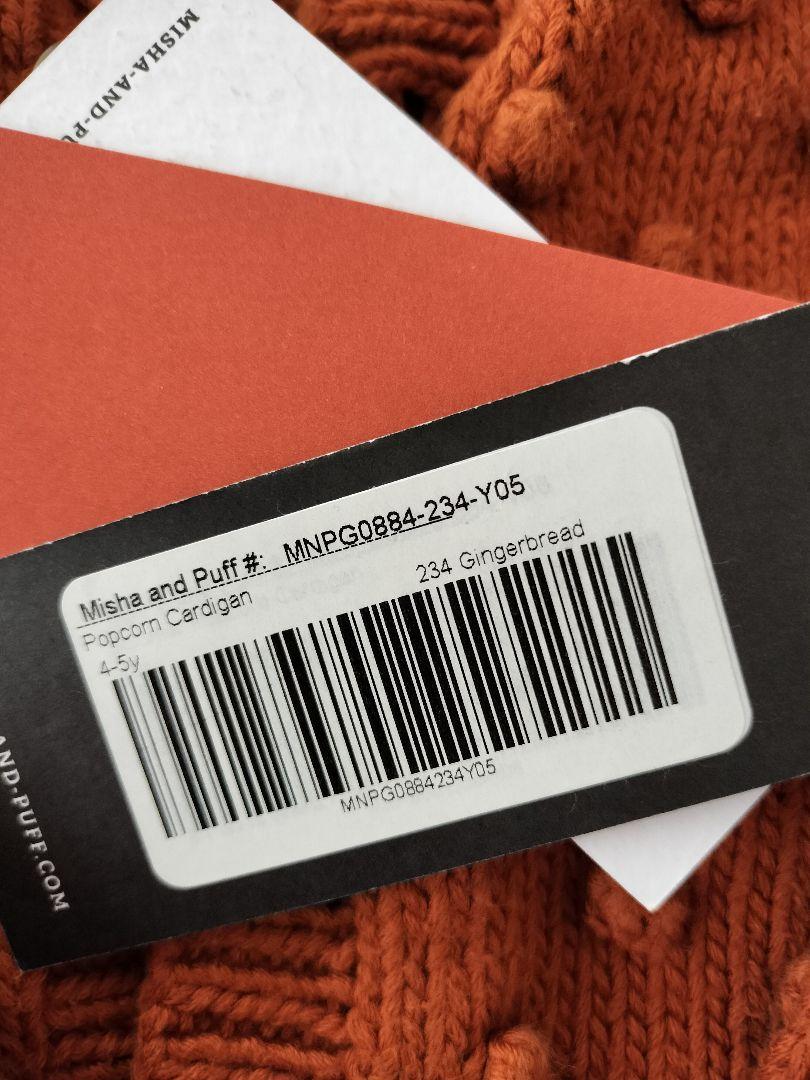 MISHA-AND-PU
Misha and Puff #: MNPG0884-234-Y05
Popcorn Cardigan 234 Gingerbread
4-5y
MNPG0884234Y05
AND-PUFF.COM